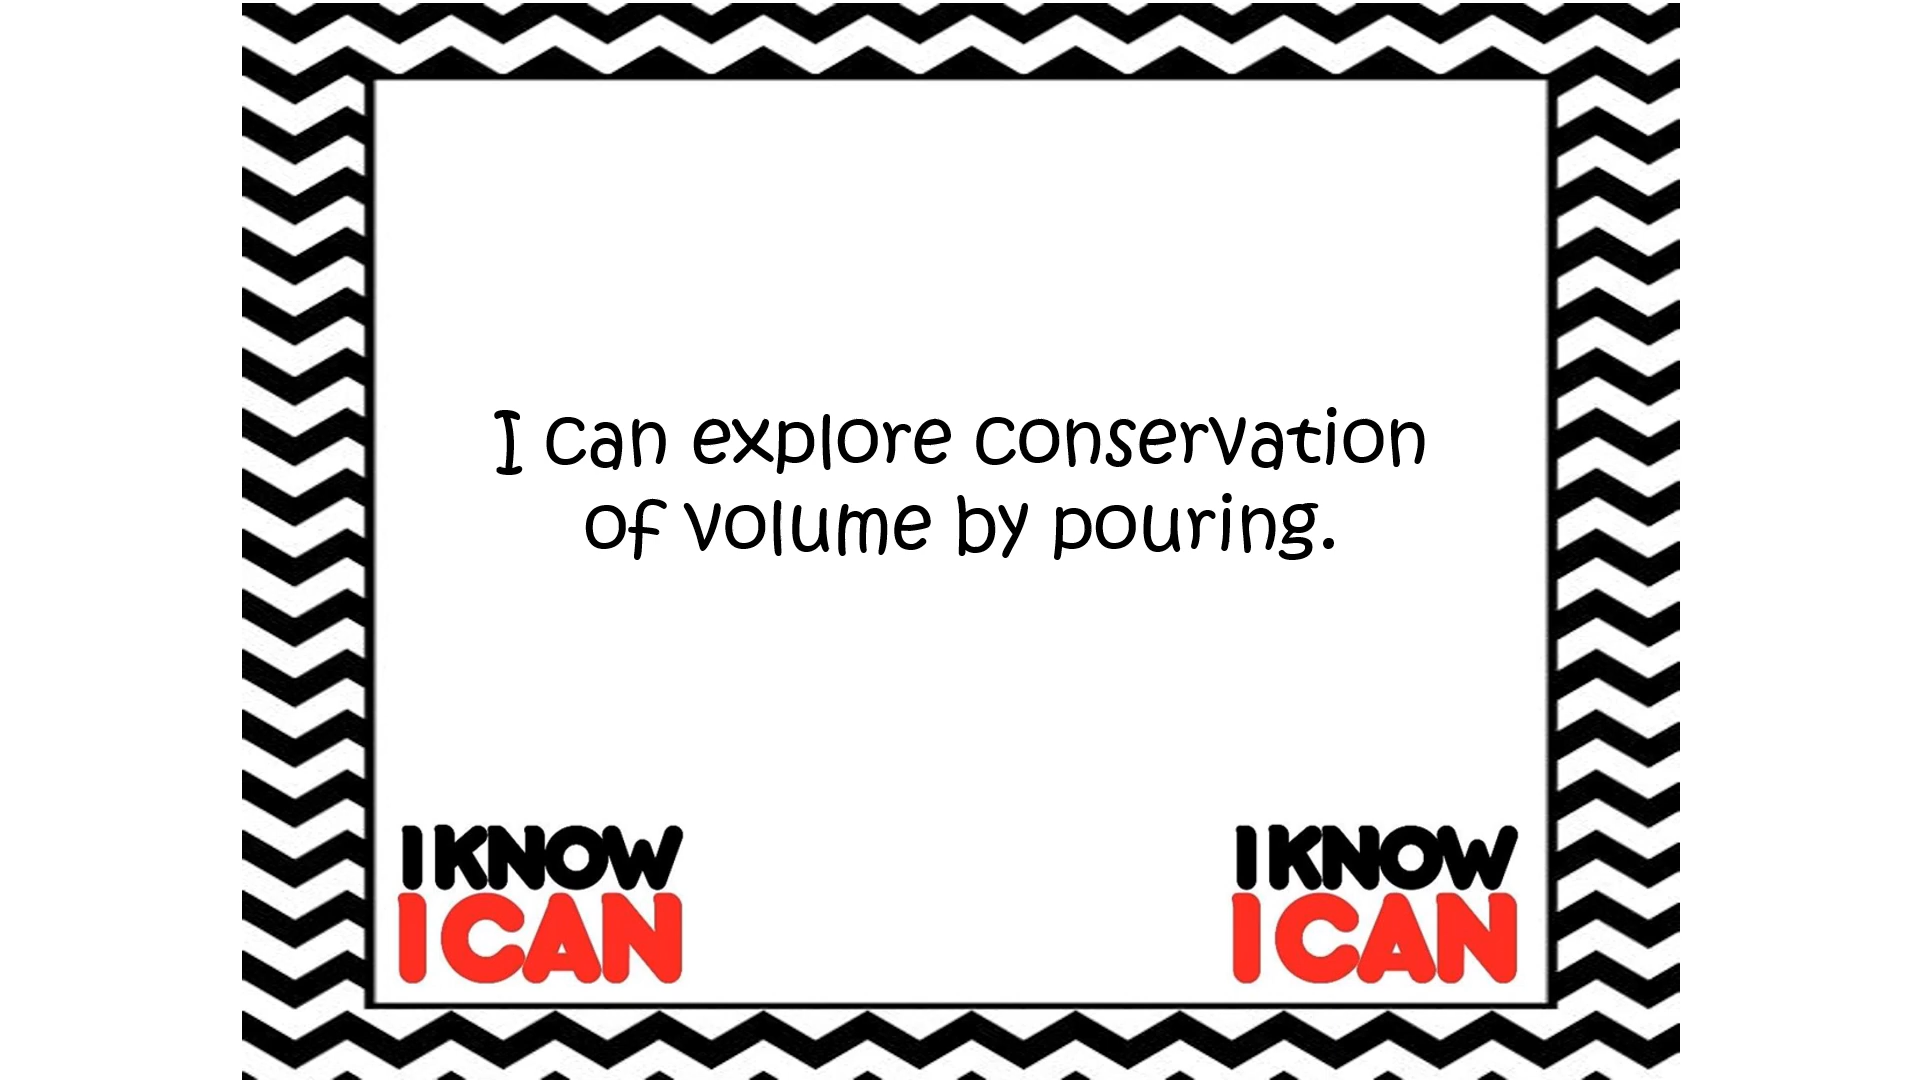 I can explore conservation
of volume by pouring.
I KNOW
I CAN
I KNOW
I CAN